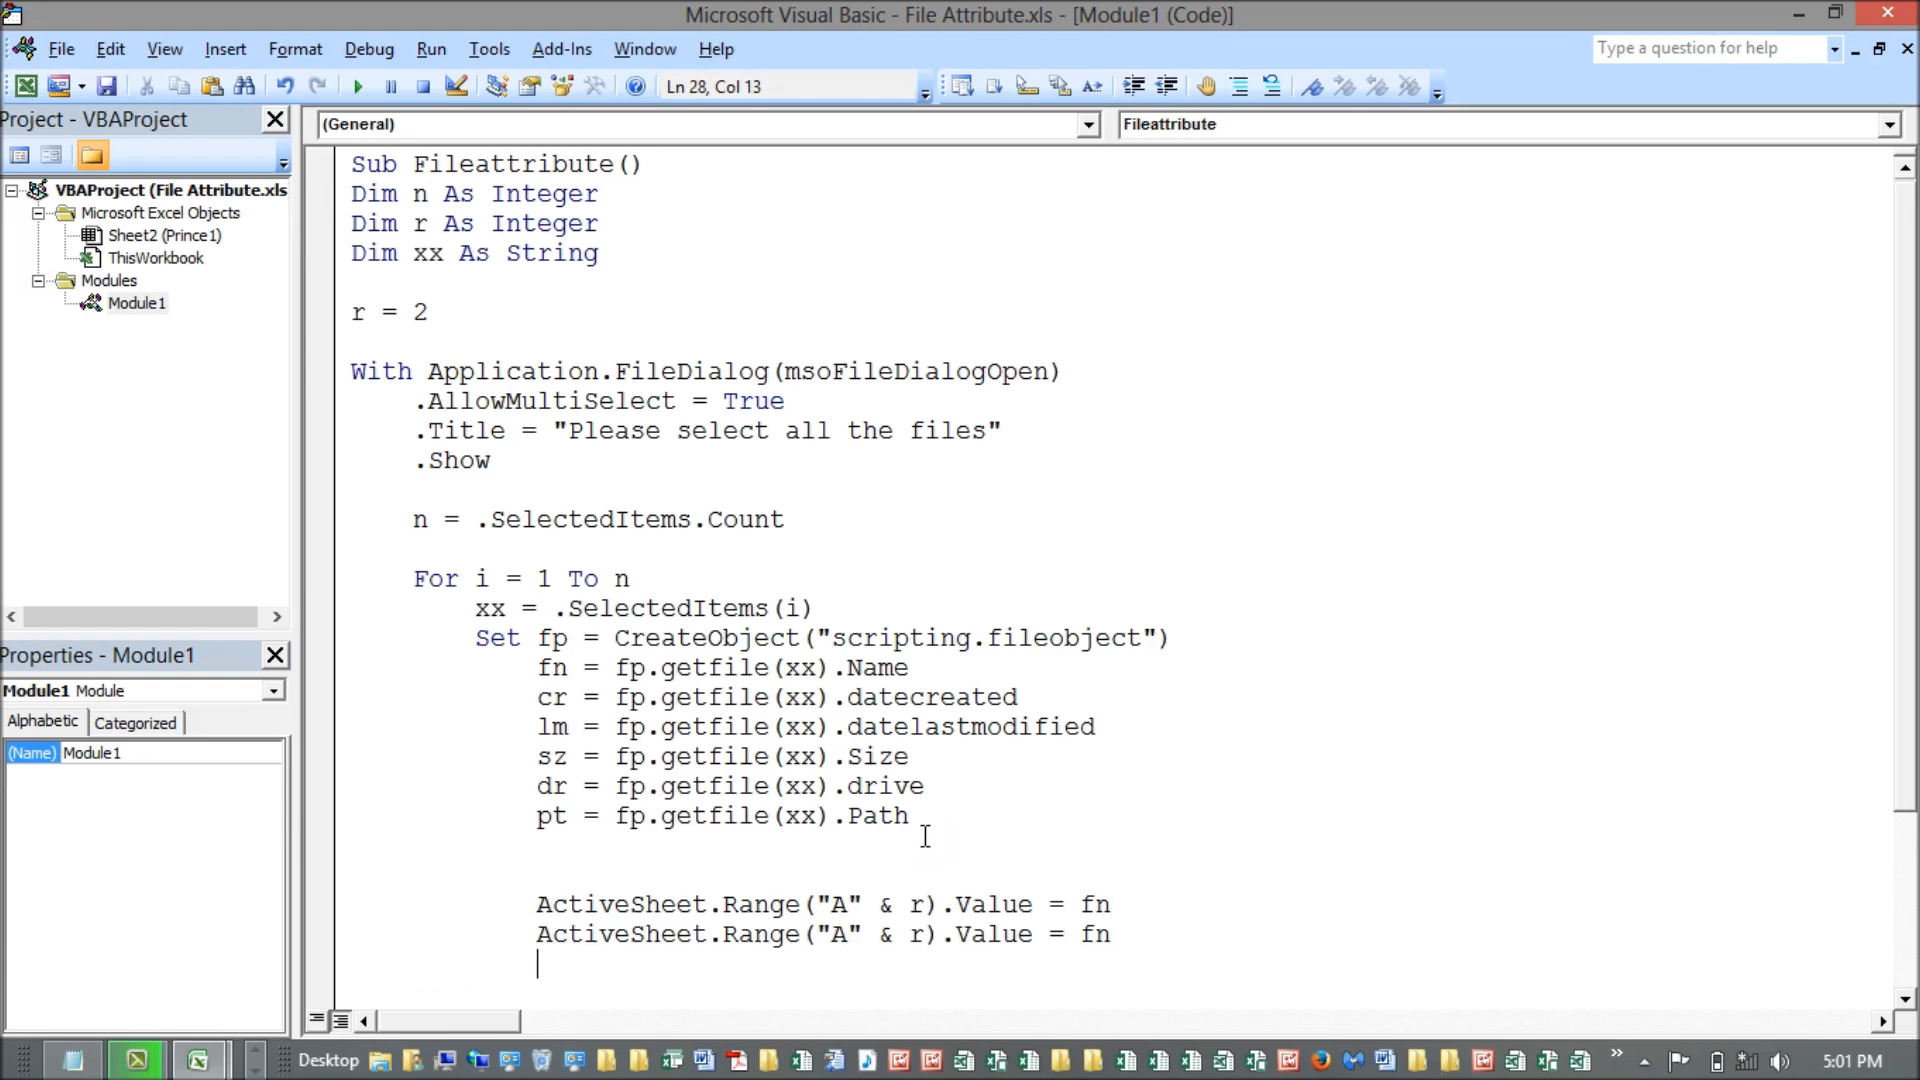 Microsoft Visual Basic - File Attribute.xls - [Module1 (Code)]
File Edit View Insert Format Debug Run Tools Add-Ins Window Help
Type a question for help
Ln 28, Col 13
Project - VBAProject
(General)
Fileattribute
VBAProject (File Attribute.xls
Microsoft Excel Objects
Sheet2 (Prince1)
ThisWorkbook
Modules
Module1
Properties - Module1
Module1 Module
Alphabetic Categorized
(Name) Module1
Sub Fileattribute()
Dim n As Integer
Dim r As Integer
Dim xx As String
r = 2
With Application.FileDialog(msoFileDialogOpen)
.AllowMultiSelect = True
.Title = "Please select all the files"
.Show
n = .SelectedItems.Count
For i = 1 To n
xx = .SelectedItems(i)
Set fp = CreateObject("scripting.fileobject")
fn = fp.getfile(xx).Name
cr = fp.getfile(xx).datecreated
lm = fp.getfile(xx).datelastmodified
sz = fp.getfile(xx).Size
dr = fp.getfile(xx).drive
pt = fp.getfile(xx).Path
ActiveSheet.Range("A" & r).Value = fn
ActiveSheet.Range("A" & r).Value = fn
Desktop
5:01 PM